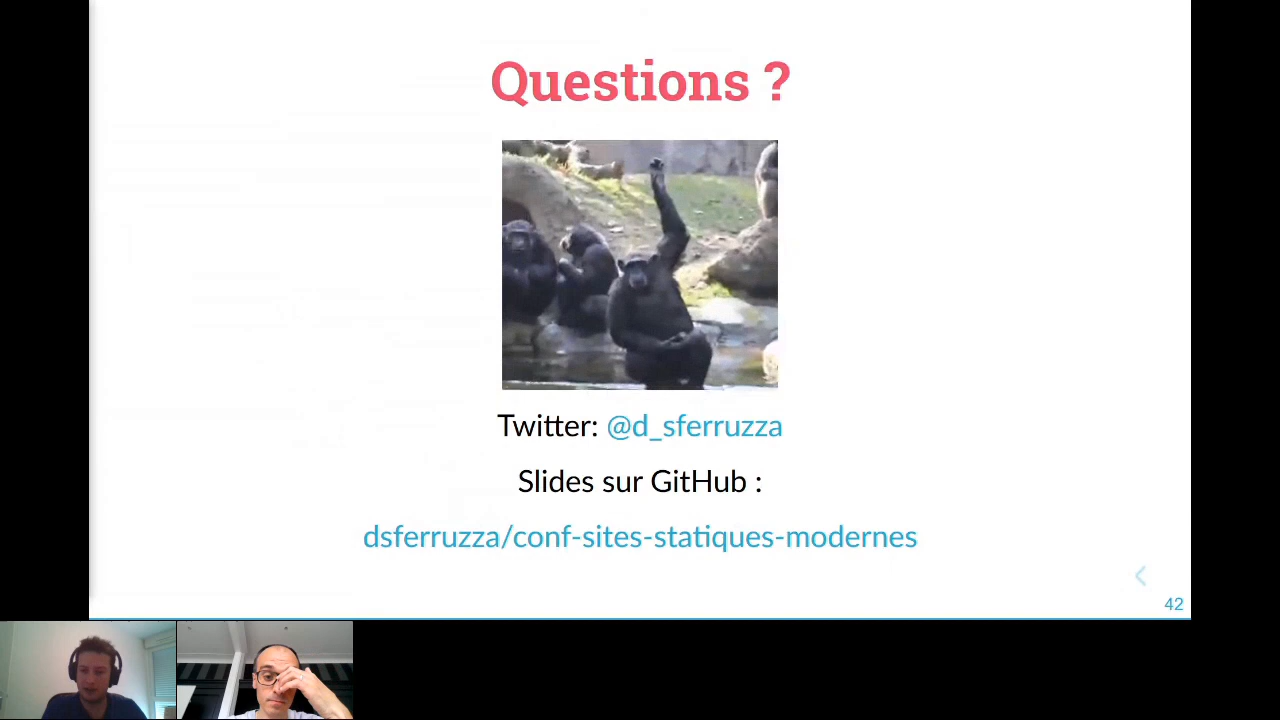 Questions ?
Twitter: @d_sferruzza
Slides sur GitHub :
dsferruzza/conf-sites-statiques-modernes
42